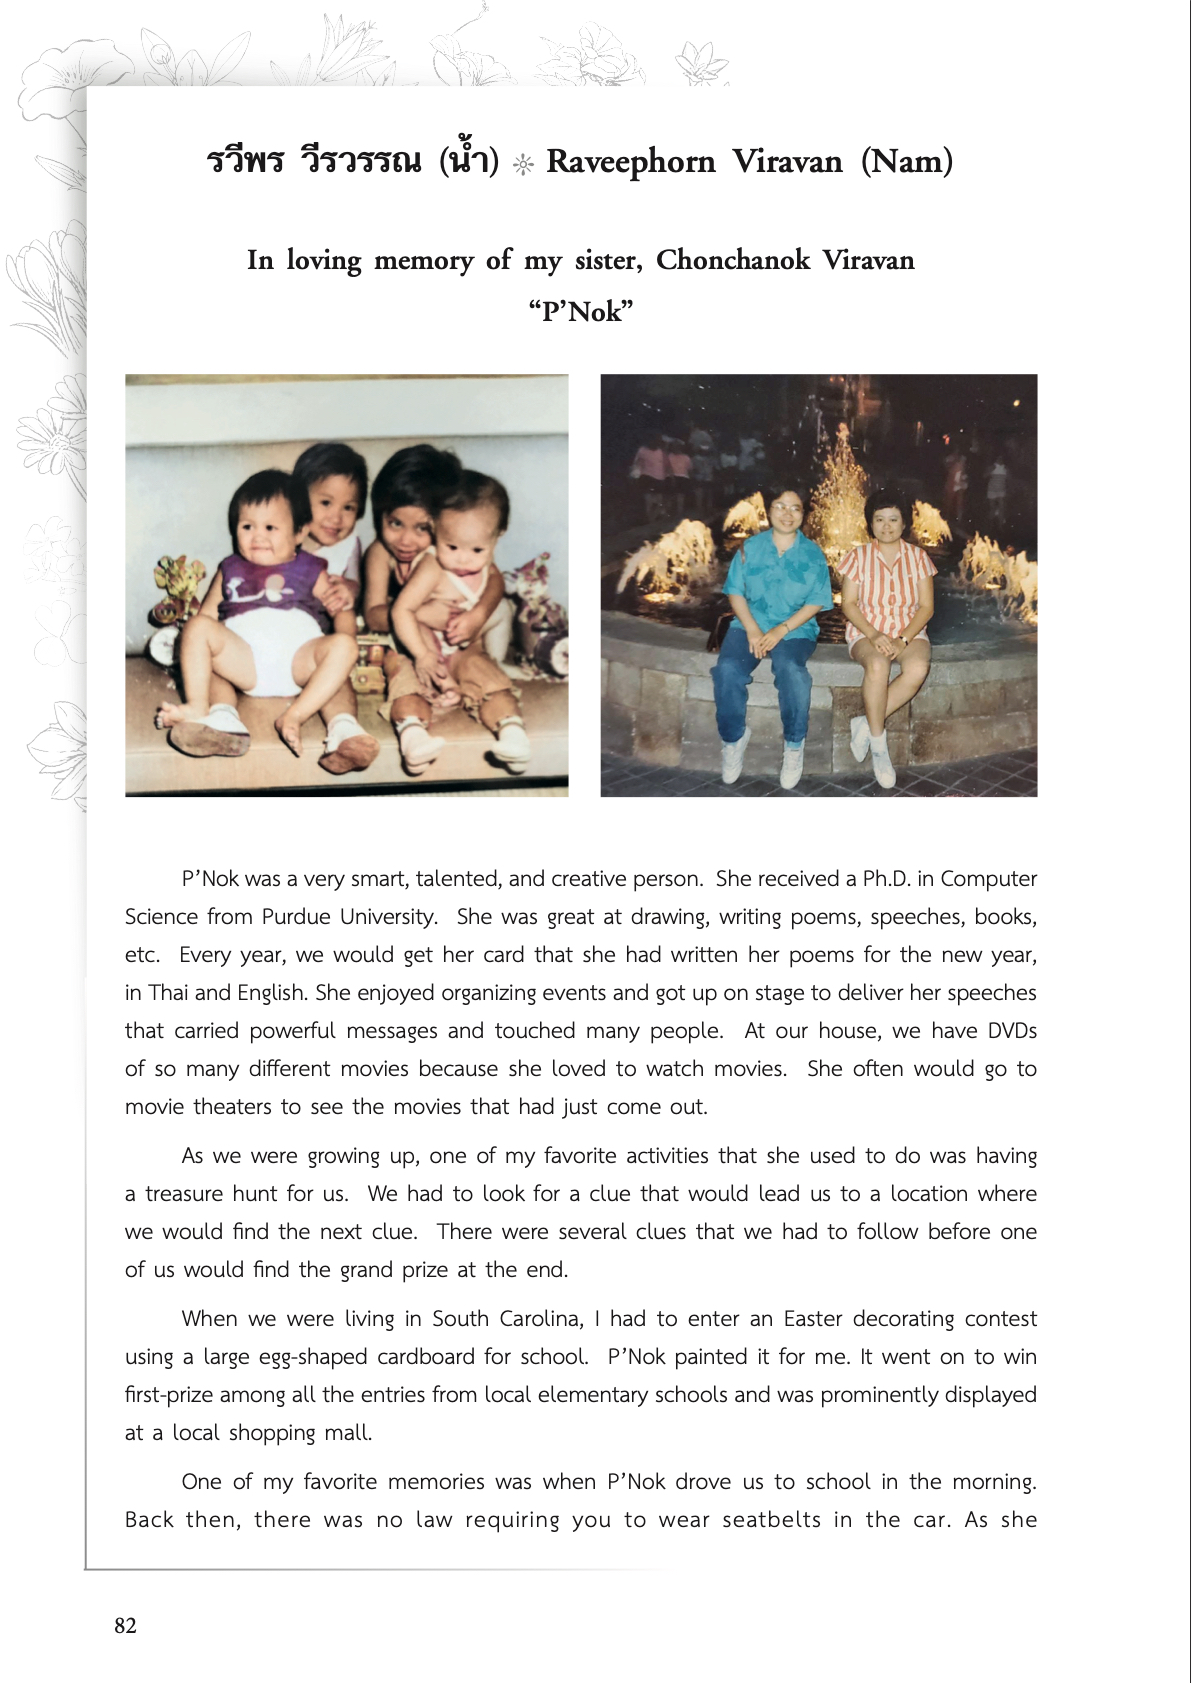 รวีพร วีรวรรณ (น้ำ) Raveephorn Viravan (Nam)
In loving memory of my sister, Chonchanok Viravan
“P’Nok”
P’Nok was a very smart, talented, and creative person. She received a Ph.D. in Computer
Science from Purdue University. She was great at drawing, writing poems, speeches, books,
etc. Every year, we would get her card that she had written her poems for the new year,
in Thai and English. She enjoyed organizing events and got up on stage to deliver her speeches
that carried powerful messages and touched many people. At our house, we have DVDs
of so many different movies because she loved to watch movies. She often would go to
movie theaters to see the movies that had just come out.
As we were growing up, one of my favorite activities that she used to do was having
a treasure hunt for us. We had to look for a clue that would lead us to a location where
we would find the next clue. There were several clues that we had to follow before one
of us would find the grand prize at the end.
When we were living in South Carolina, I had to enter an Easter decorating contest
using a large egg-shaped cardboard for school. P’Nok painted it for me. It went on to win
first-prize among all the entries from local elementary schools and was prominently displayed
at a local shopping mall.
One of my favorite memories was when P’Nok drove us to school in the morning.
Back then, there was no law requiring you to wear seatbelts in the car. As she
82